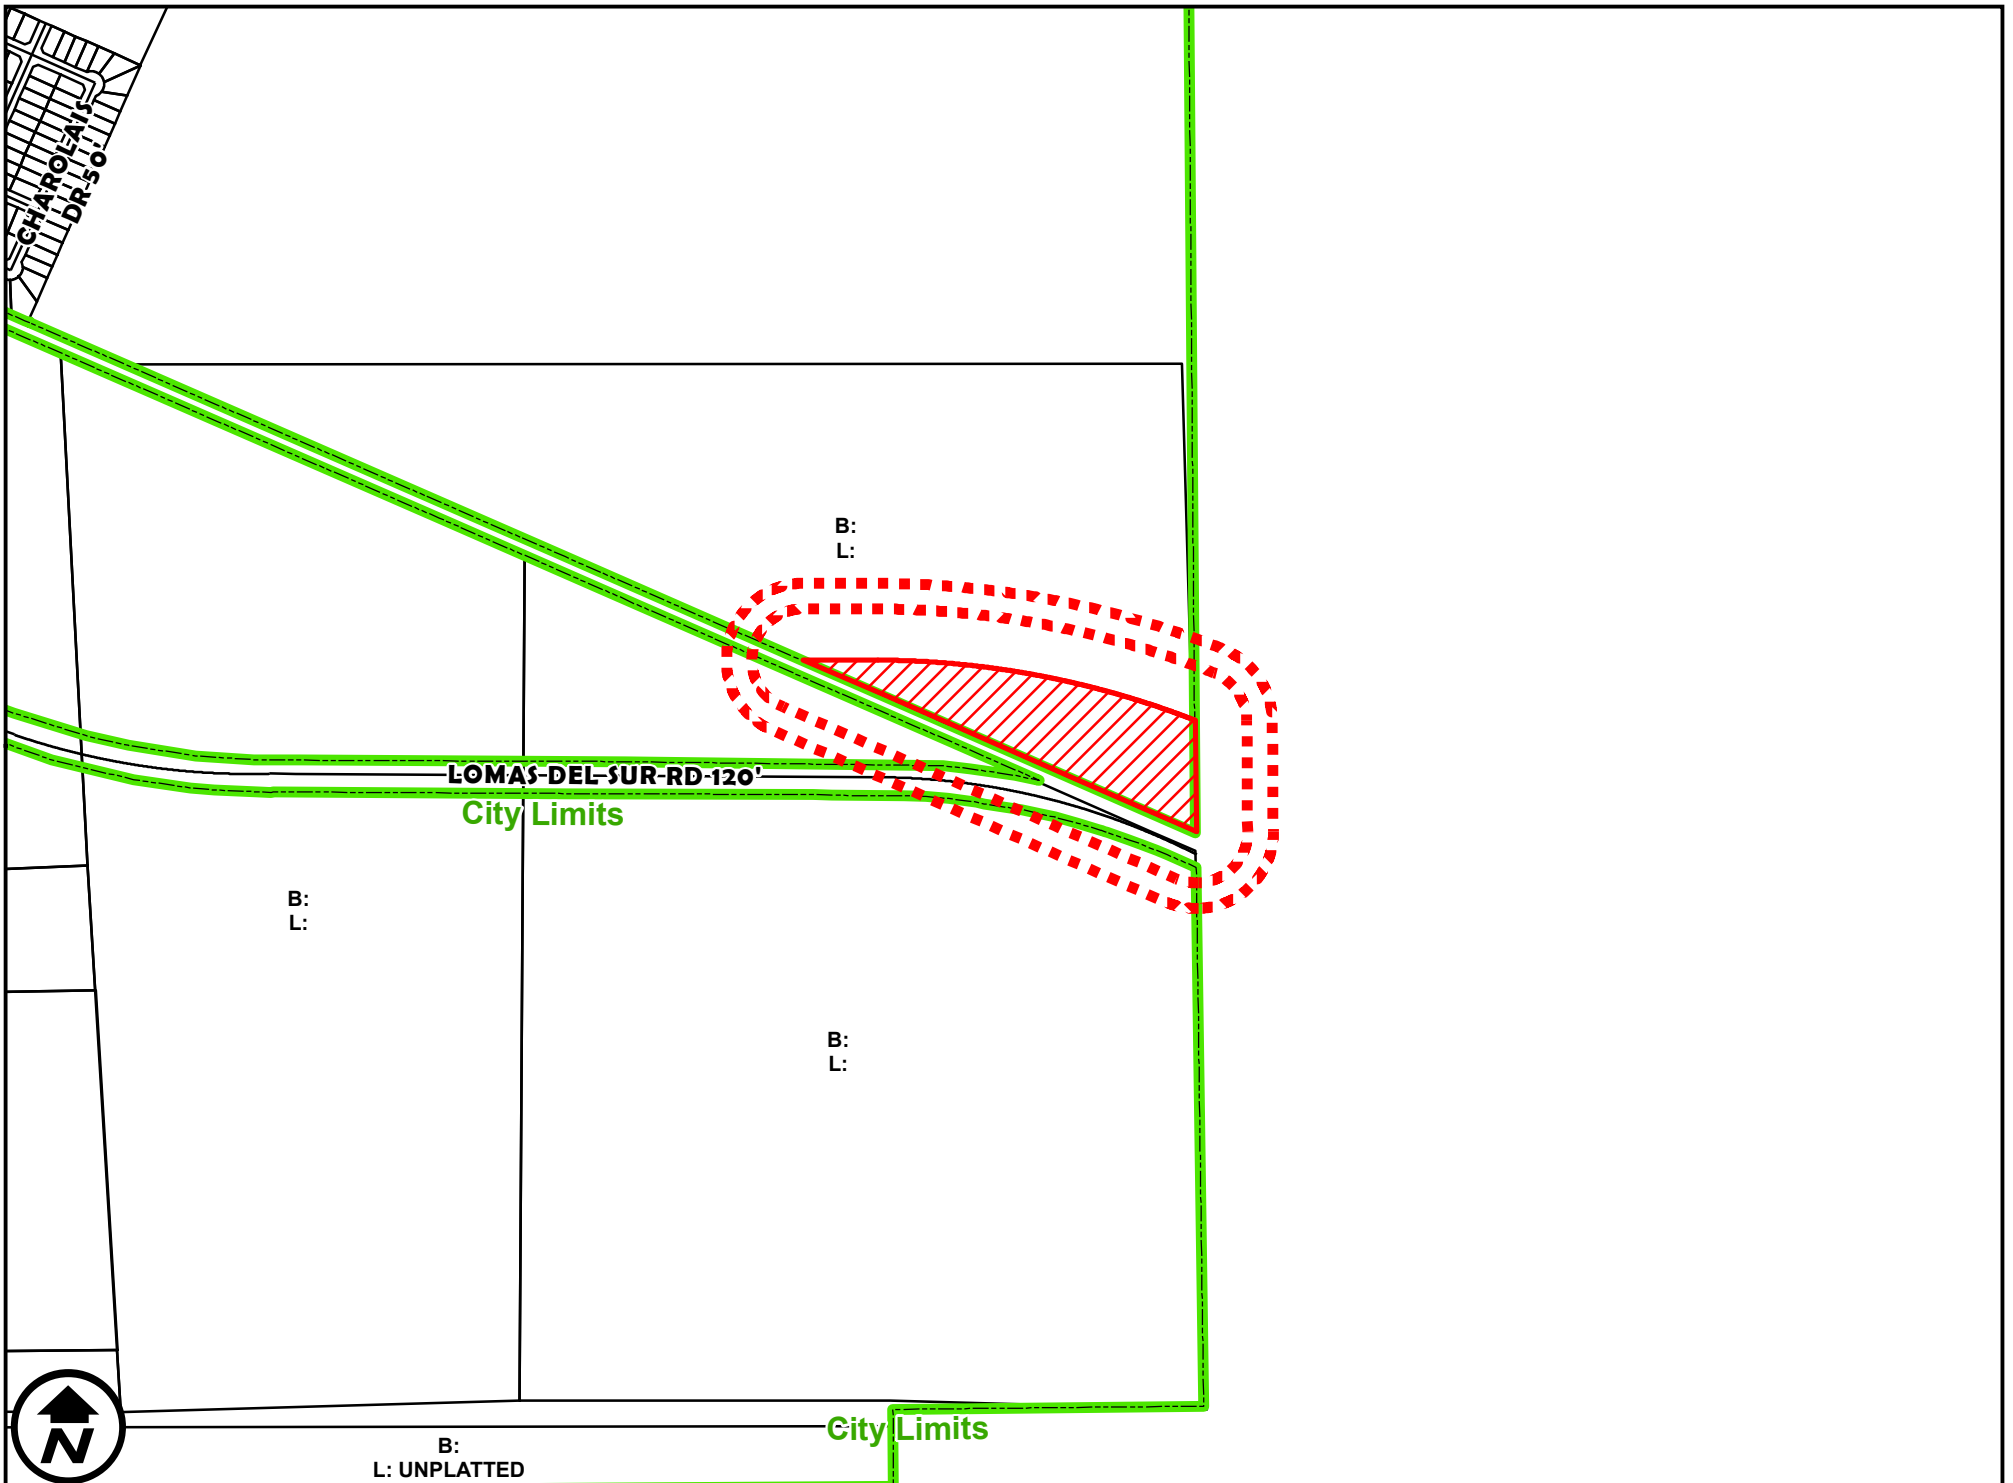 CHAROLAIS
DR-50'
B:
L:
LOMAS-DEL-SUR-RD-120'
City Limits
B:
L:
B:
L:
City Limits
B:
L: UNPLATTED
N